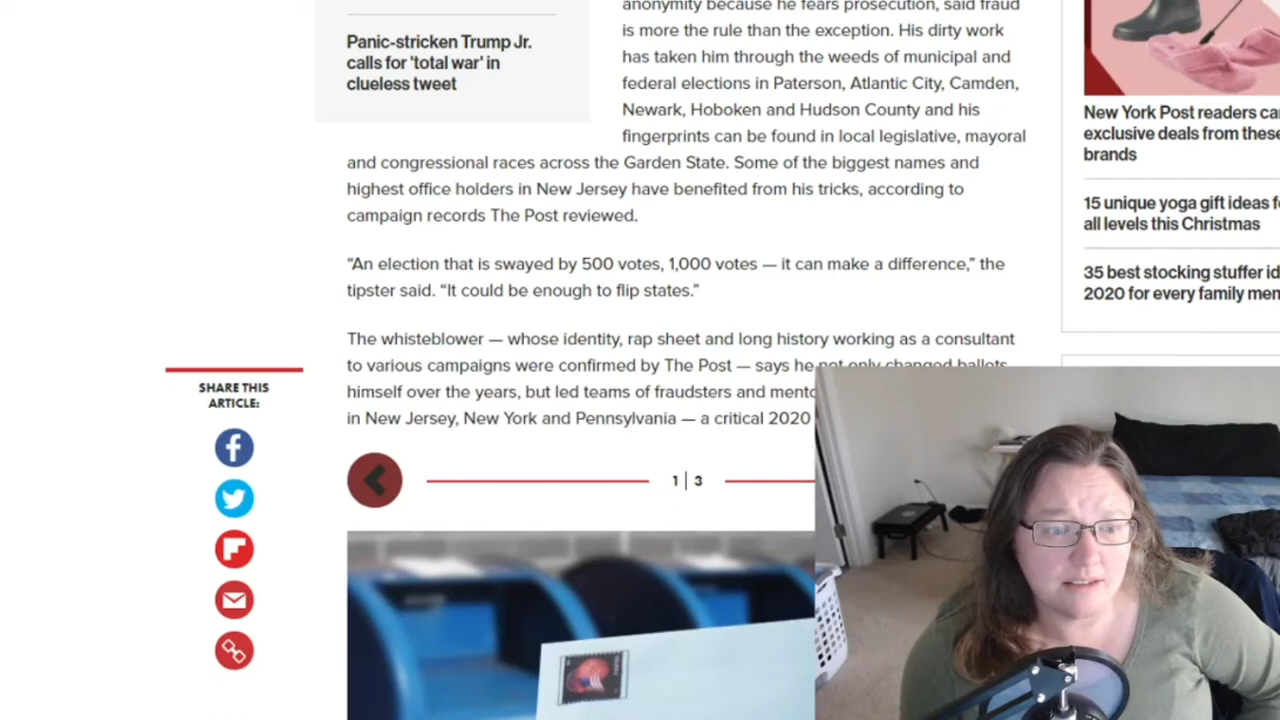 Panic-stricken Trump Jr.
calls for 'total war' in
clueless tweet
anonymity because he fears prosecution, said fraud
is more the rule than the exception. His dirty work
has taken him through the weeds of municipal and
federal elections in Paterson, Atlantic City, Camden,
Newark, Hoboken and Hudson County and his
fingerprints can be found in local legislative, mayoral
and congressional races across the Garden State. Some of the biggest names and
highest office holders in New Jersey have benefited from his tricks, according to
campaign records The Post reviewed.
“An election that is swayed by 500 votes, 1,000 votes — it can make a difference,” the
tipster said. “It could be enough to flip states.”
The whisteblower — whose identity, rap sheet and long history working as a consultant
to various campaigns were confirmed by The Post — says he not only changed ballots
himself over the years, but led teams of fraudsters and
in New Jersey, New York and Pennsylvania — a critical 2020
1 | 3
SHARE THIS
ARTICLE:
New York Post readers
exclusive deals from these
brands
15 unique yoga gift ideas
all levels this Christmas
35 best stocking stuffer
2020 for every family